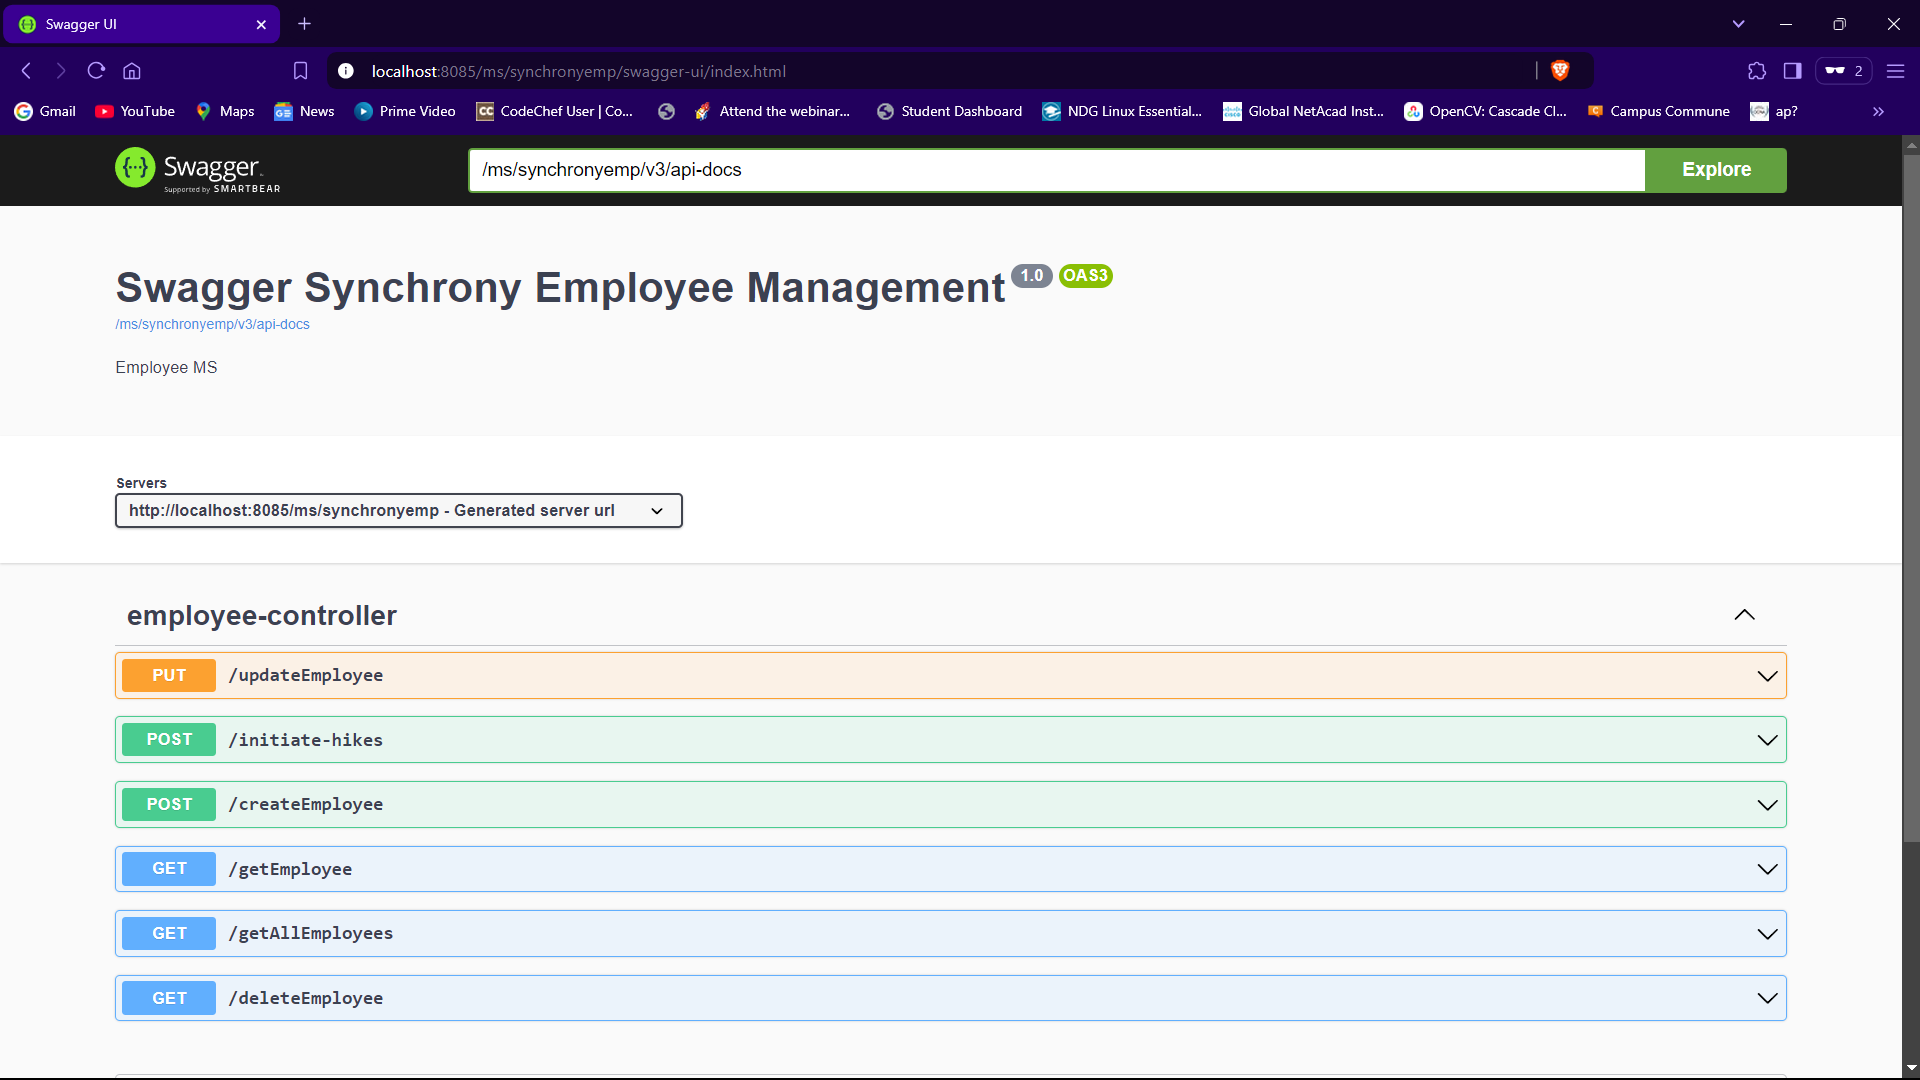 Swagger UI
localhost:8085/ms/synchronyemp/swagger-ui/index.html
2
Gmail YouTube Maps News Prime Video CodeChef User | Co... Attend the webinar... Student Dashboard NDG Linux Essential... Global NetAcad Inst... OpenCV: Cascade Cl... Campus Commune ap?
Swagger.
Supported by SMARTBEAR
/ms/synchronyemp/v3/api-docs
Explore
Swagger Synchrony Employee Management 1.0 OAS3
/ms/synchronyemp/v3/api-docs
Employee MS
Servers
http://localhost:8085/ms/synchronyemp - Generated server url
employee-controller
PUT /updateEmployee
POST /initiate-hikes
POST /createEmployee
GET /getEmployee
GET /getAllEmployees
GET /deleteEmployee